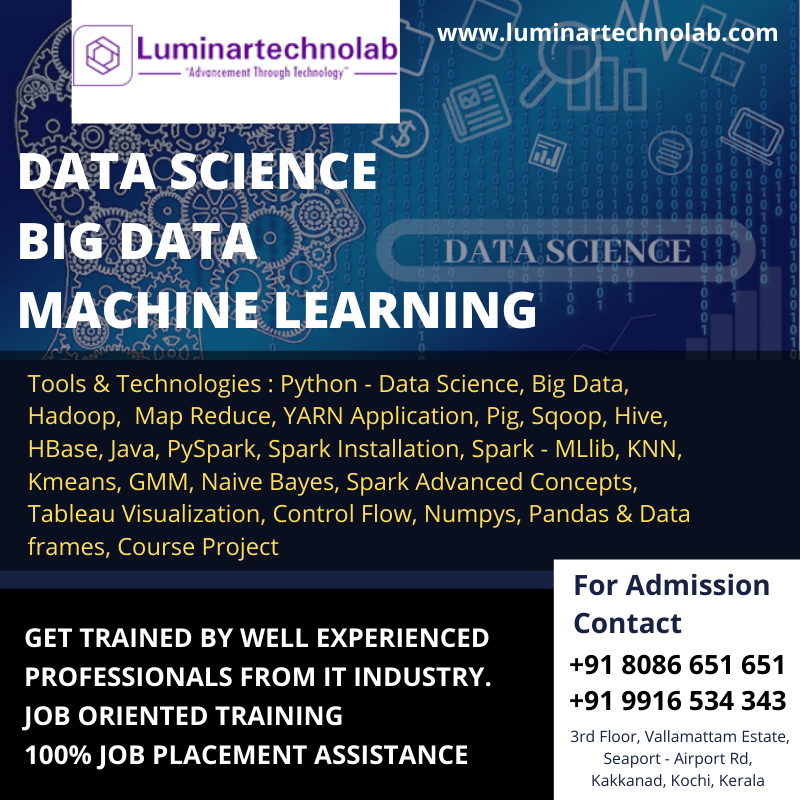 Luminartechnolab
"Advancement Through Technology"
www.luminartechnolab.com
DATA SCIENCE
BIG DATA
MACHINE LEARNING
DATA SCIENCE
Tools & Technologies : Python - Data Science, Big Data,
Hadoop,  Map Reduce, YARN Application, Pig, Sqoop, Hive,
HBase, Java, PySpark, Spark Installation, Spark - MLlib, KNN,
Kmeans, GMM, Naive Bayes, Spark Advanced Concepts,
Tableau Visualization, Control Flow, Numpys, Pandas & Data
frames, Course Project
GET TRAINED BY WELL EXPERIENCED
PROFESSIONALS FROM IT INDUSTRY.
JOB ORIENTED TRAINING
100% JOB PLACEMENT ASSISTANCE
For Admission
Contact
+91 8086 651 651
+91 9916 534 343
3rd Floor, Vallamattam Estate,
Seaport - Airport Rd,
Kakkanad, Kochi, Kerala